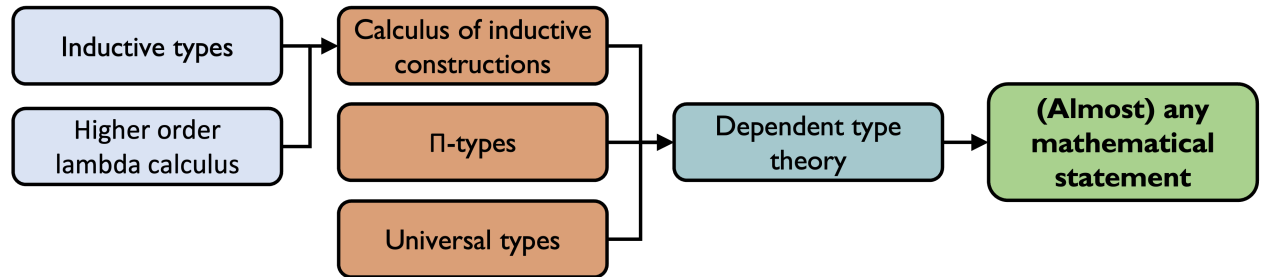 Inductive types
Higher order
lambda calculus
Calculus of inductive
constructions
Π-types
Universal types
Dependent type
theory
(Almost) any
mathematical
statement